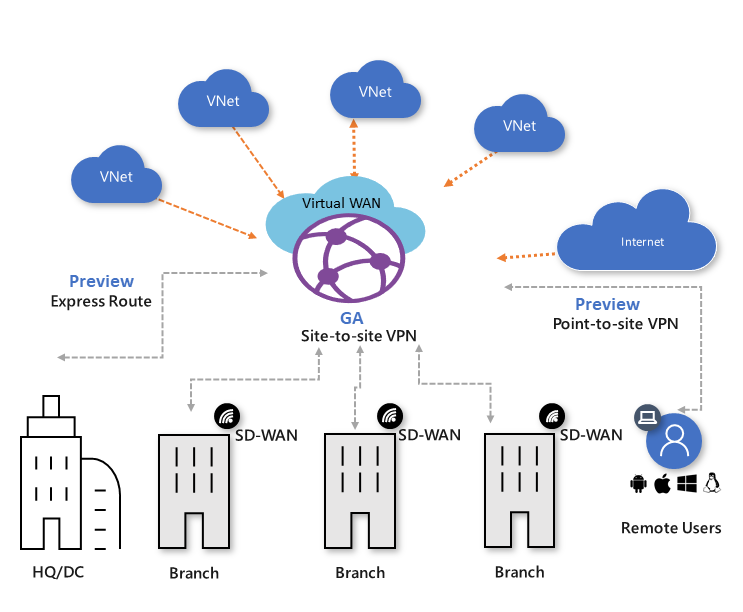 VNet
VNet
VNet
VNet
Virtual WAN
Internet
Preview
Express Route
GA
Site-to-site VPN
Preview
Point-to-site VPN
SD-WAN
SD-WAN
SD-WAN
Remote Users
HQ/DC
Branch
Branch
Branch